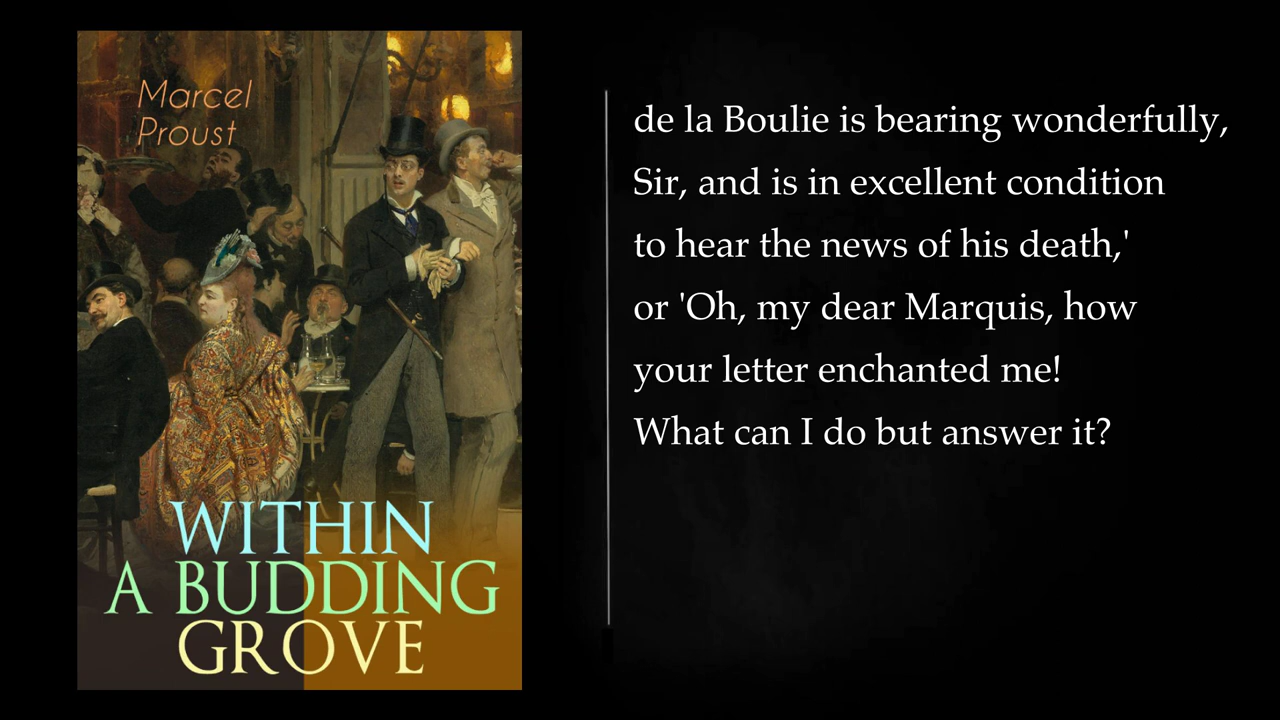 Marcel
Proust
WITHIN
A BUDDING
GROVE
de la Boulie is bearing wonderfully,
Sir, and is in excellent condition
to hear the news of his death,'
or 'Oh, my dear Marquis, how
your letter enchanted me!
What can I do but answer it?